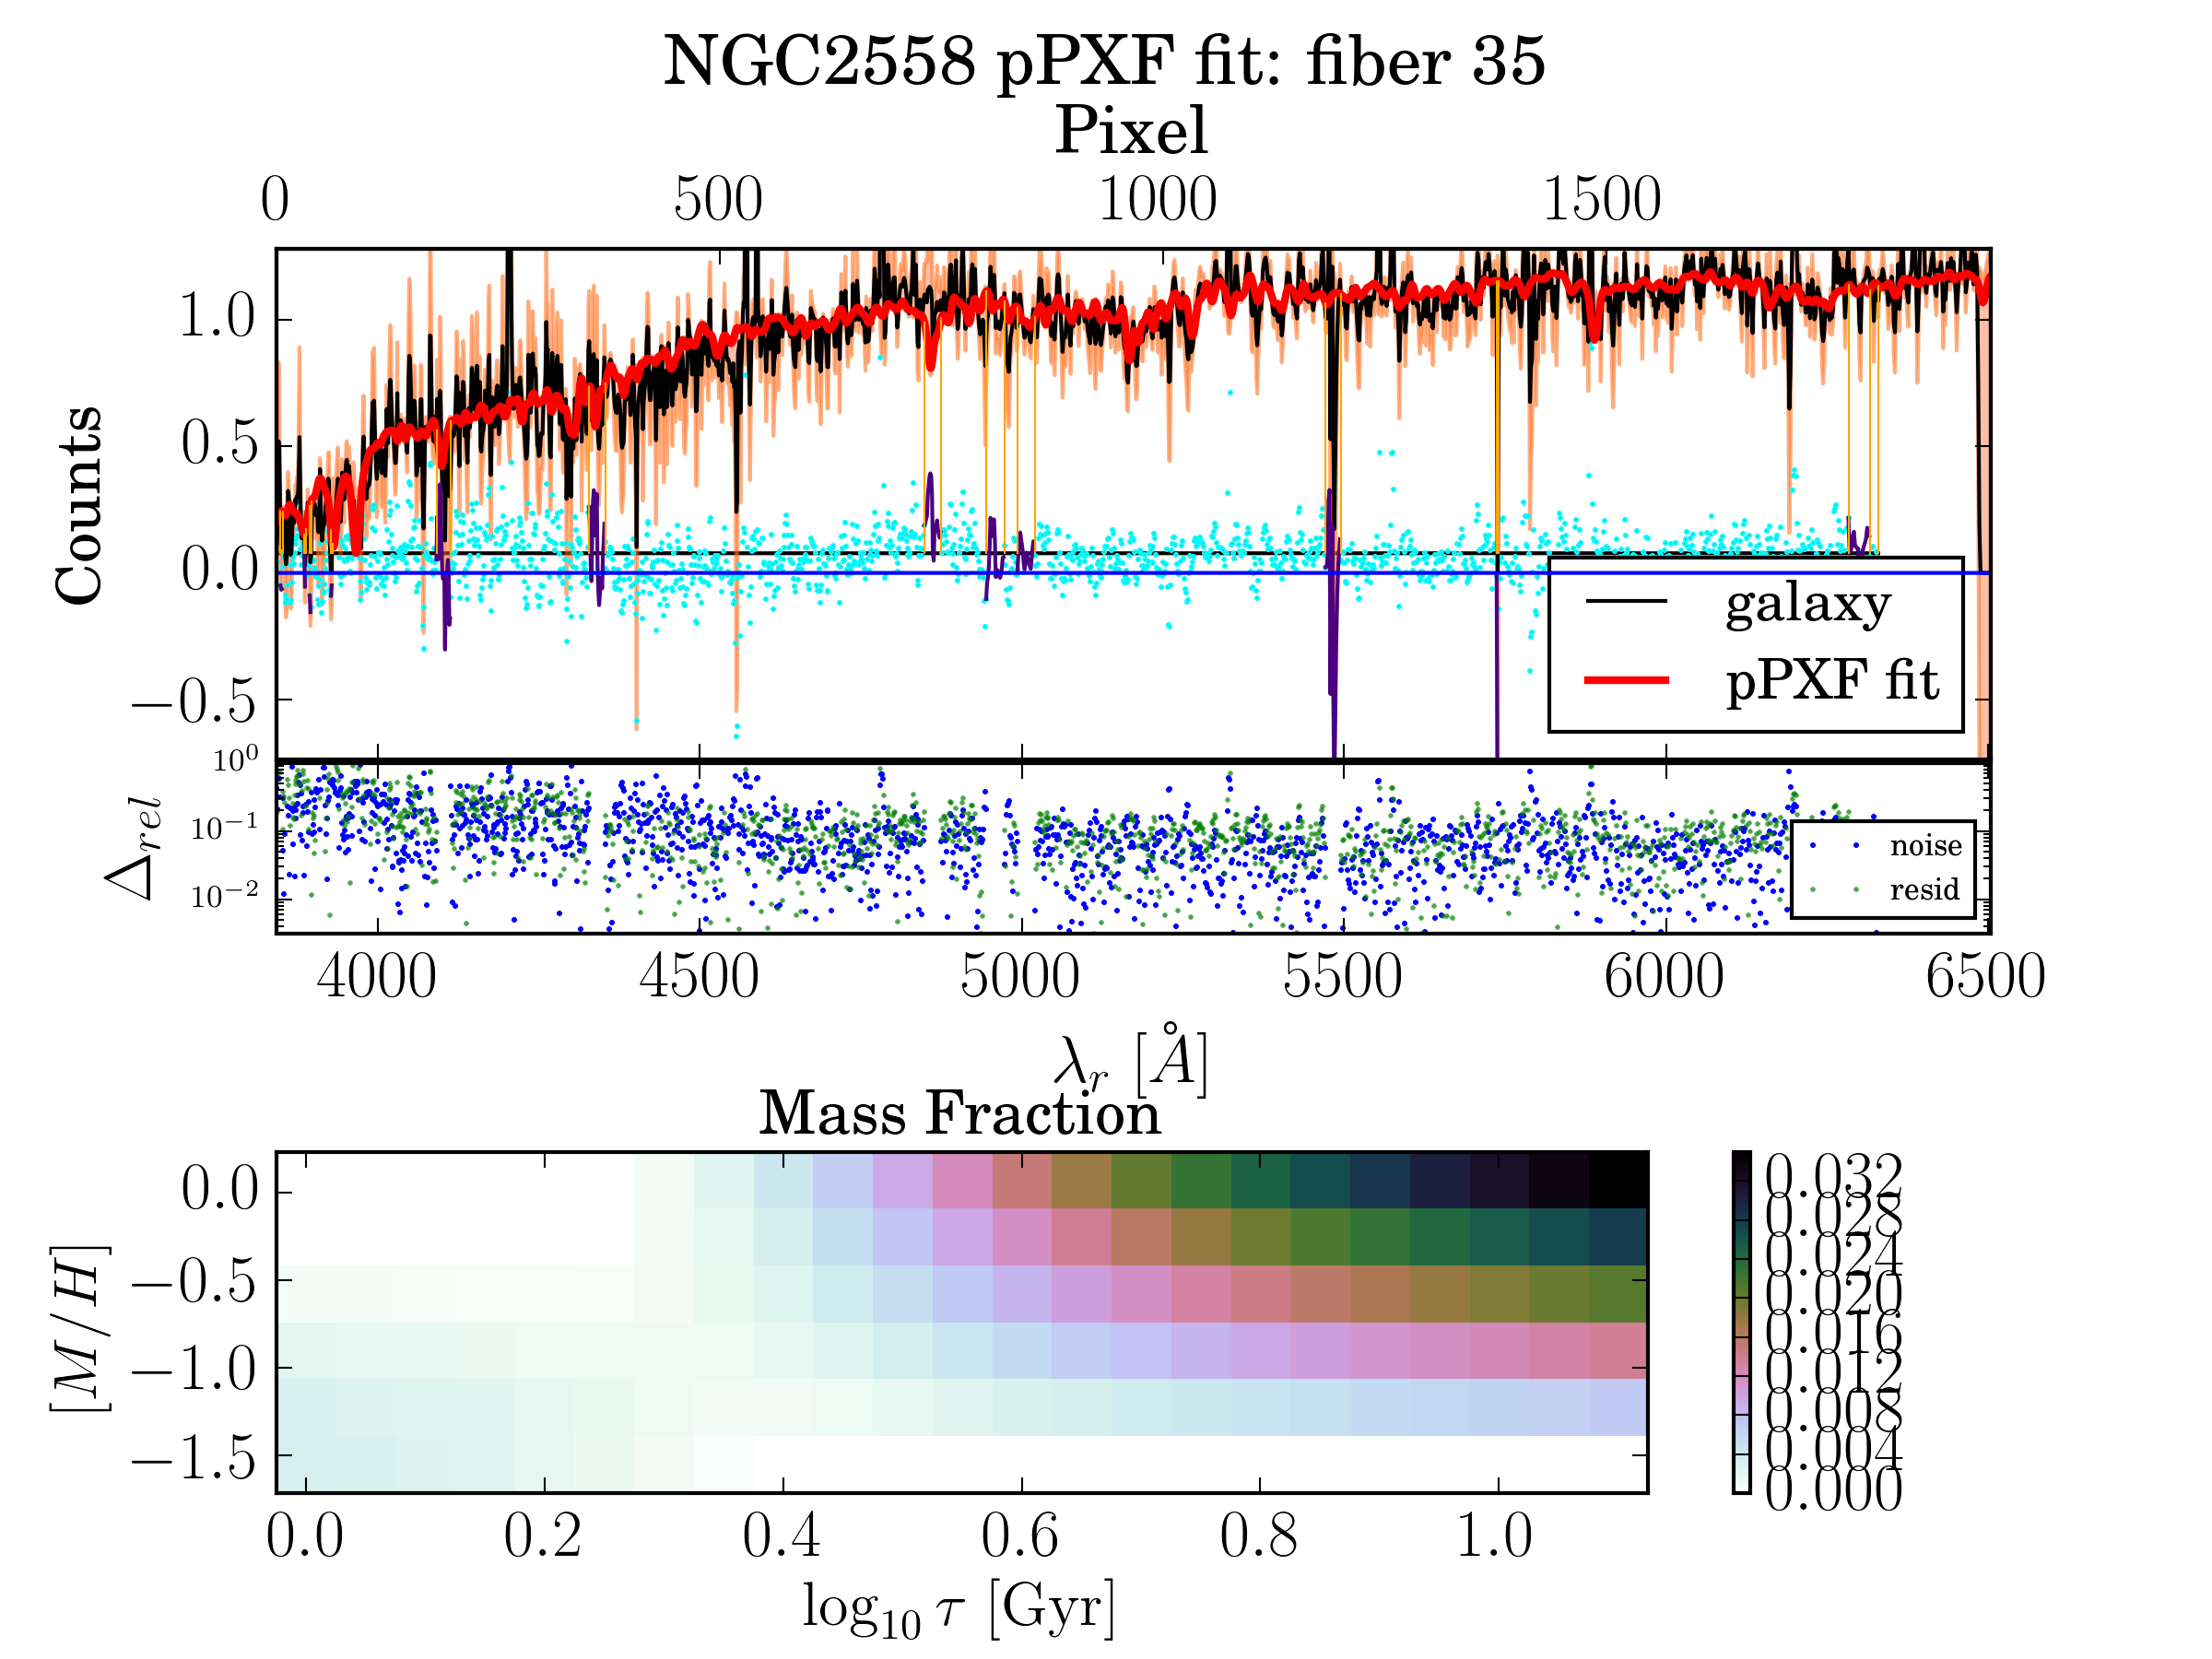 NGC2558 pPXF fit: fiber 35
Pixel
0 500 1000 1500
Counts
1.0
0.5
0.0
−0.5
galaxy
pPXF fit
Δrel
10⁰
10⁻¹
10⁻²
noise
resid
4000 4500 5000 5500 6000 6500
λr [Å]
Mass Fraction
[M/H]
0.0
−0.5
−1.0
−1.5
0.0 0.2 0.4 0.6 0.8 1.0
log₁₀ τ [Gyr]
0.032
0.028
0.024
0.020
0.016
0.012
0.008
0.004
0.000